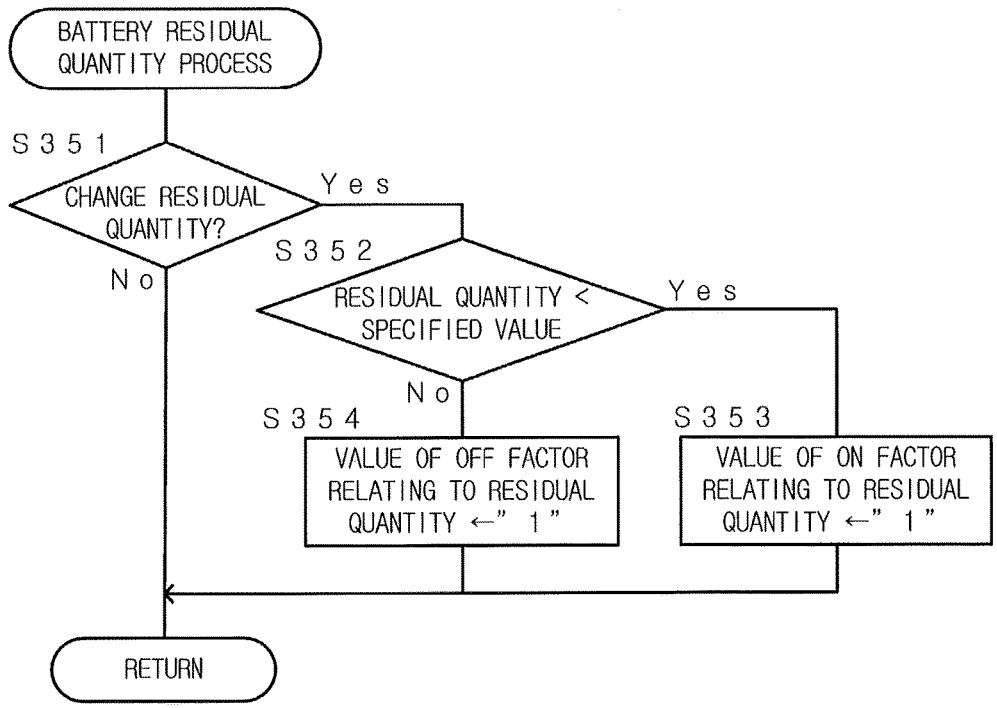 BATTERY RESIDUAL
QUANTITY PROCESS
S351
CHANGE RESIDUAL
QUANTITY?
Yes
No
S352
RESIDUAL QUANTITY <
SPECIFIED VALUE
Yes
No
S354
VALUE OF OFF FACTOR
RELATING TO RESIDUAL
QUANTITY ←” 1 ”
S353
VALUE OF ON FACTOR
RELATING TO RESIDUAL
QUANTITY ←” 1 ”
RETURN